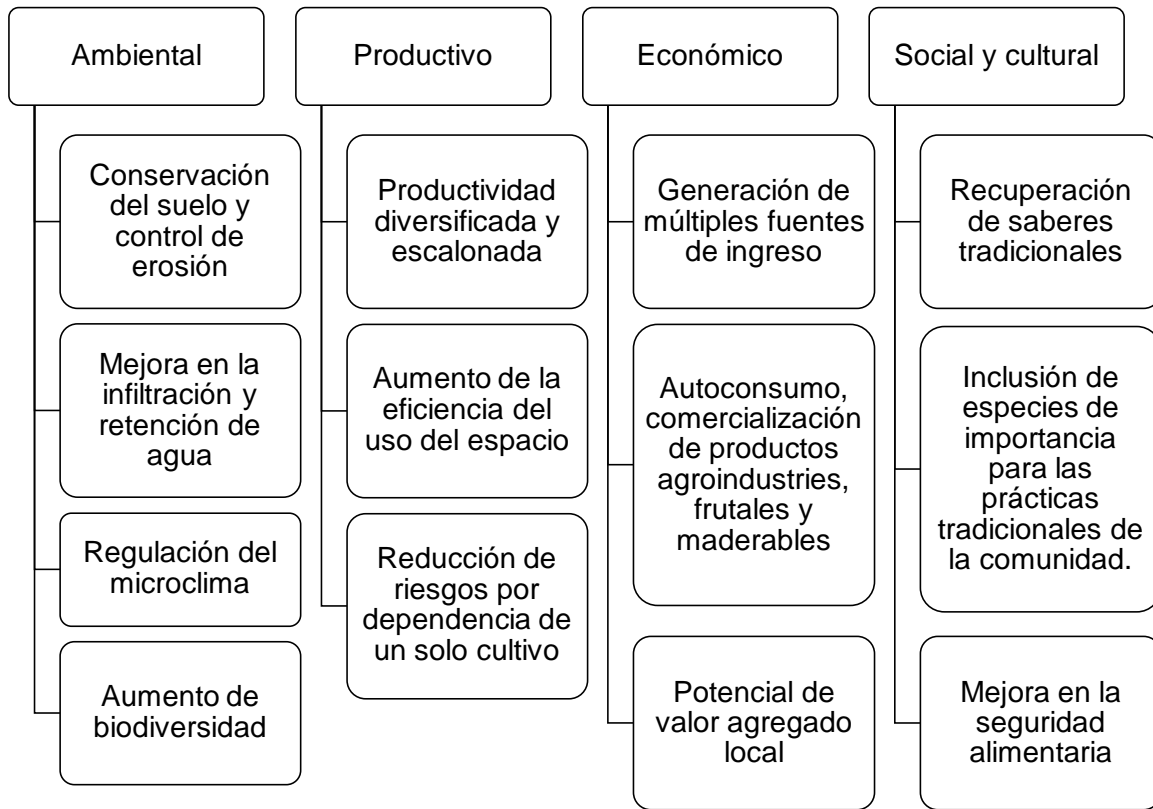 Ambiental
Conservación
del suelo y
control de
erosión
Mejora en la
infiltración y
retención de
agua
Regulación del
microclima
Aumento de
biodiversidad
Productivo
Productividad
diversificada y
escalonada
Aumento de la
eficiencia del
uso del espacio
Reducción de
riesgos por
dependencia de
un solo cultivo
Económico
Generación de
múltiples fuentes
de ingreso
Autoconsumo,
comercialización
de productos
agroindustries,
frutales y
maderables
Potencial de
valor agregado
local
Social y cultural
Recuperación
de saberes
tradicionales
Inclusión de
especies de
importancia
para las
prácticas
tradicionales de
la comunidad.
Mejora en la
seguridad
alimentaria